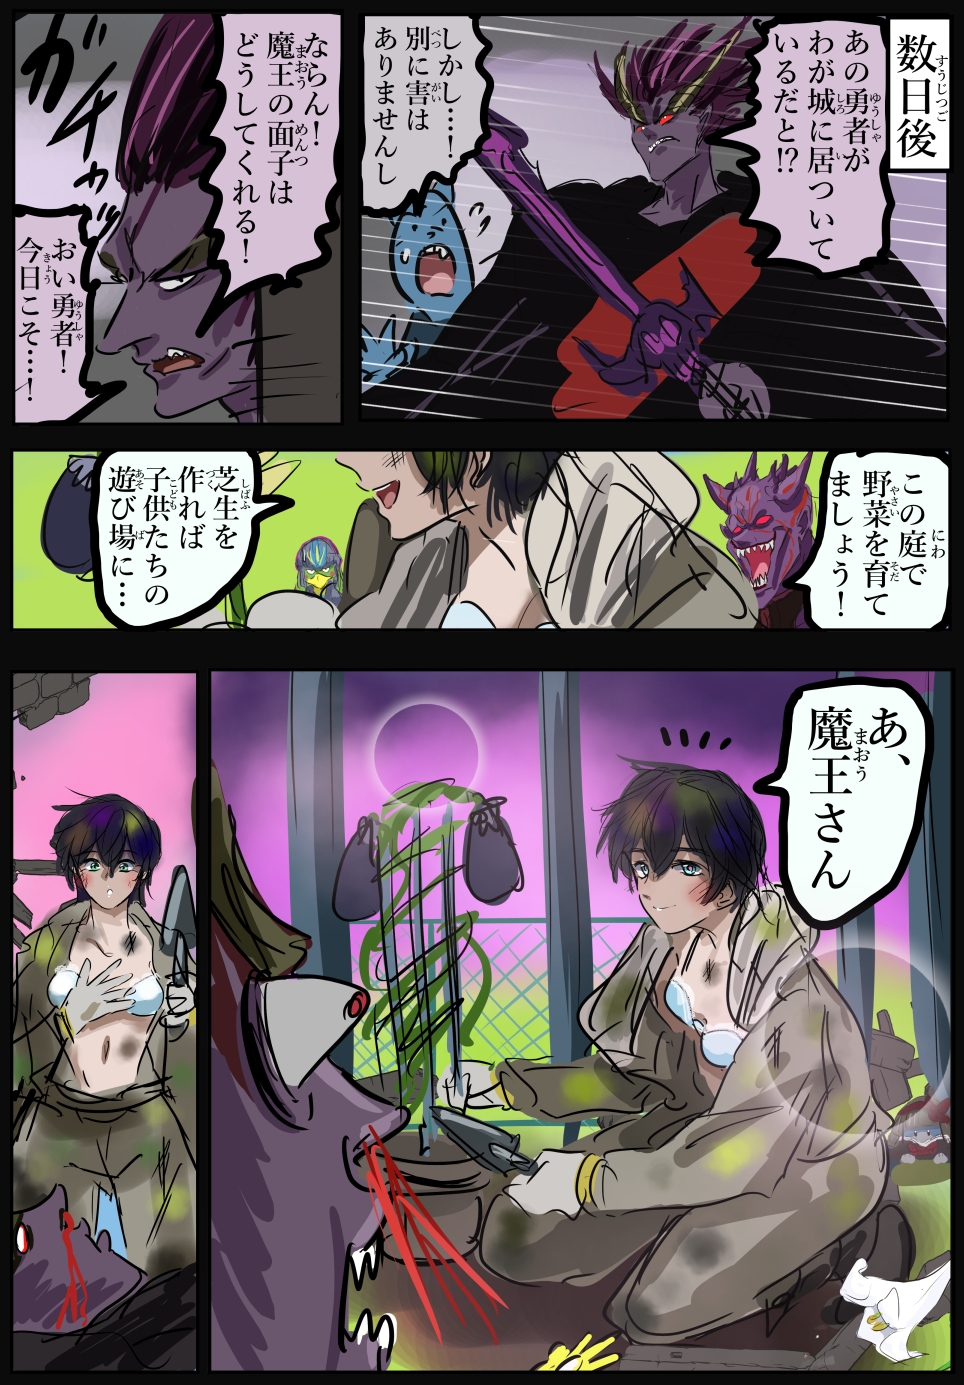 数日後
あの勇者が
わが城に居ついて
いるだと!?
しかし…！
別に害は
ありませんし
ならん！
魔王の面子は
どうしてくれる！
ガチャッ
おい勇者！
今日こそ…！
この庭で
野菜を育て
ましょう！
芝生を
作れば
子供たちの
遊び場に…
あ、
魔王さん